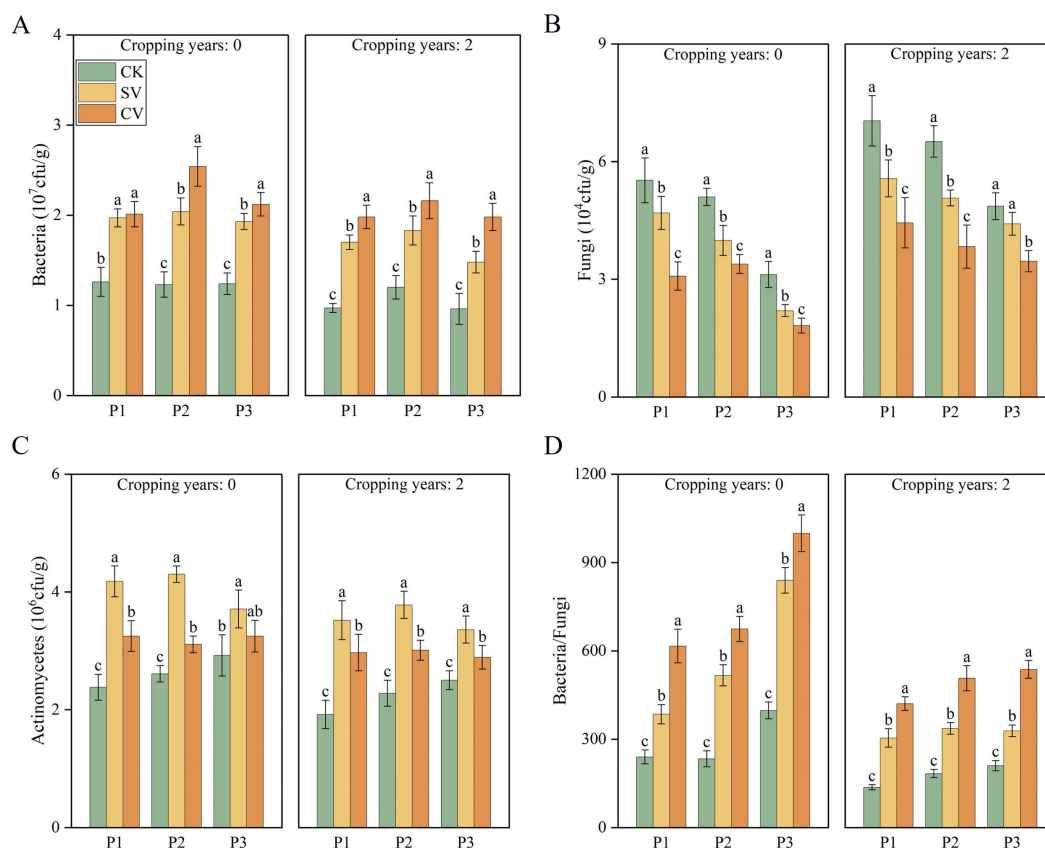 A
Bacteria (10⁷cfu/g)
4
3
2
1
0
Cropping years: 0
CK
SV
CV
c a a
c b a
c b a
P1 P2 P3
Cropping years: 2
c b a
c b a
c b a
P1 P2 P3
B
Fungi (10⁴cfu/g)
9
6
3
0
Cropping years: 0
a b c
a b c
a b c
P1 P2 P3
Cropping years: 2
a b c
a b c
a a b
P1 P2 P3
C
Actinomycetes (10⁶cfu/g)
6
4
2
0
Cropping years: 0
c a b
c a b
b a ab
P1 P2 P3
Cropping years: 2
c a b
c a b
c a b
P1 P2 P3
D
Bacteria/Fungi
1200
900
600
300
0
Cropping years: 0
c b a
c b a
c b a
P1 P2 P3
Cropping years: 2
c b a
c b a
c b a
P1 P2 P3